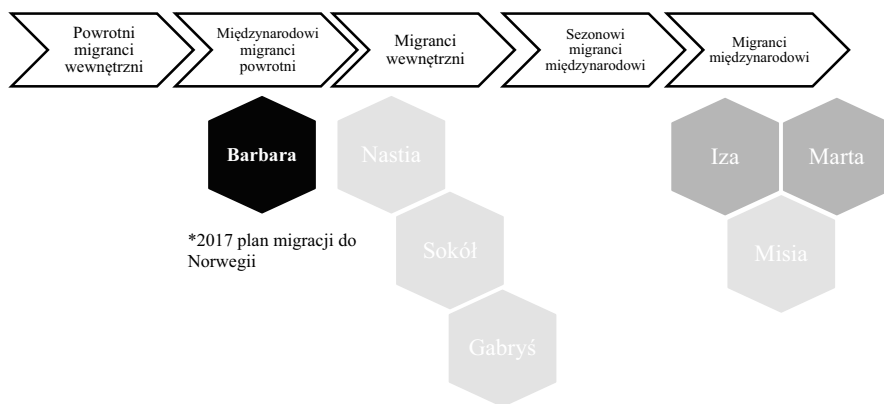 Powrotni
migranci
wewnętrzni
Międzynarodowi
migranci
powrotni
Migranci
wewnętrzni
Sezonowi
migranci
międzynarodowi
Migranci
międzynarodowi
Barbara
Nastia
Iza
Marta
*2017 plan migracji do
Norwegii
Sokół
Misia
Gabryś